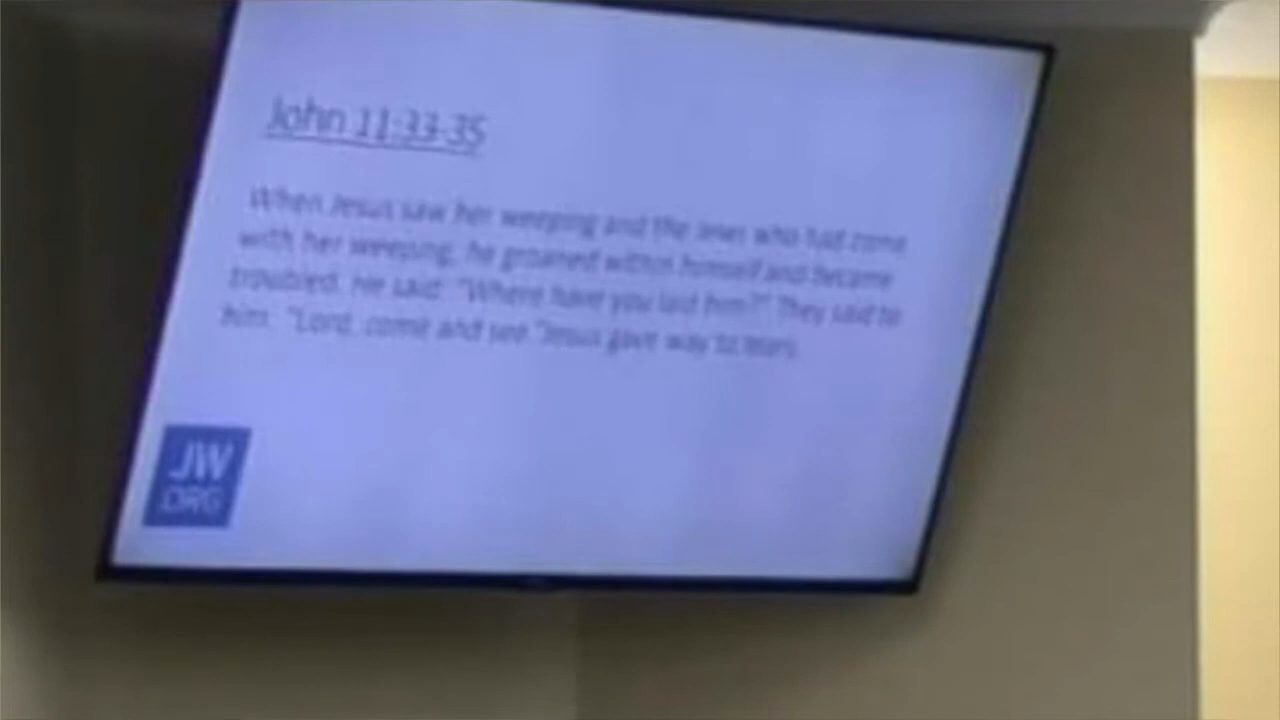 John 11:33-35
When Jesus saw her weeping and the Jews who had come
with her weeping, he groaned within himself and became
troubled. He said: "Where have you laid him?" They said to
him: "Lord, come and see."Jesus gave way to tears.
JW
.ORG